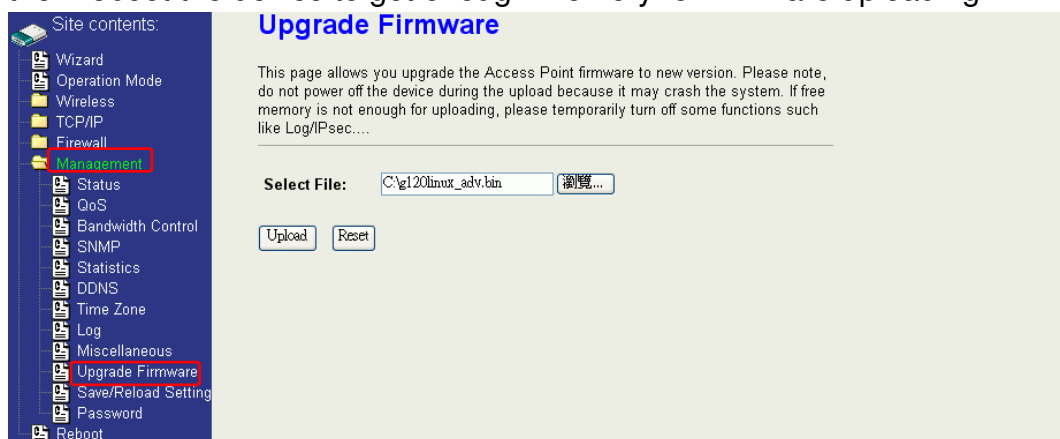 Site contents:
Wizard
Operation Mode
Wireless
TCP/IP
Firewall
Management
Status
QoS
Bandwidth Control
SNMP
Statistics
DDNS
Time Zone
Log
Miscellaneous
Upgrade Firmware
Save/Reload Setting
Password
Reboot
Upgrade Firmware
This page allows you upgrade the Access Point firmware to new version. Please note,
do not power off the device during the upload because it may crash the system. If free
memory is not enough for uploading, please temporarily turn off some functions such
like Log/IPsec....
Select File: C:\g120linux_adv.bin 瀏覽...
Upload Reset